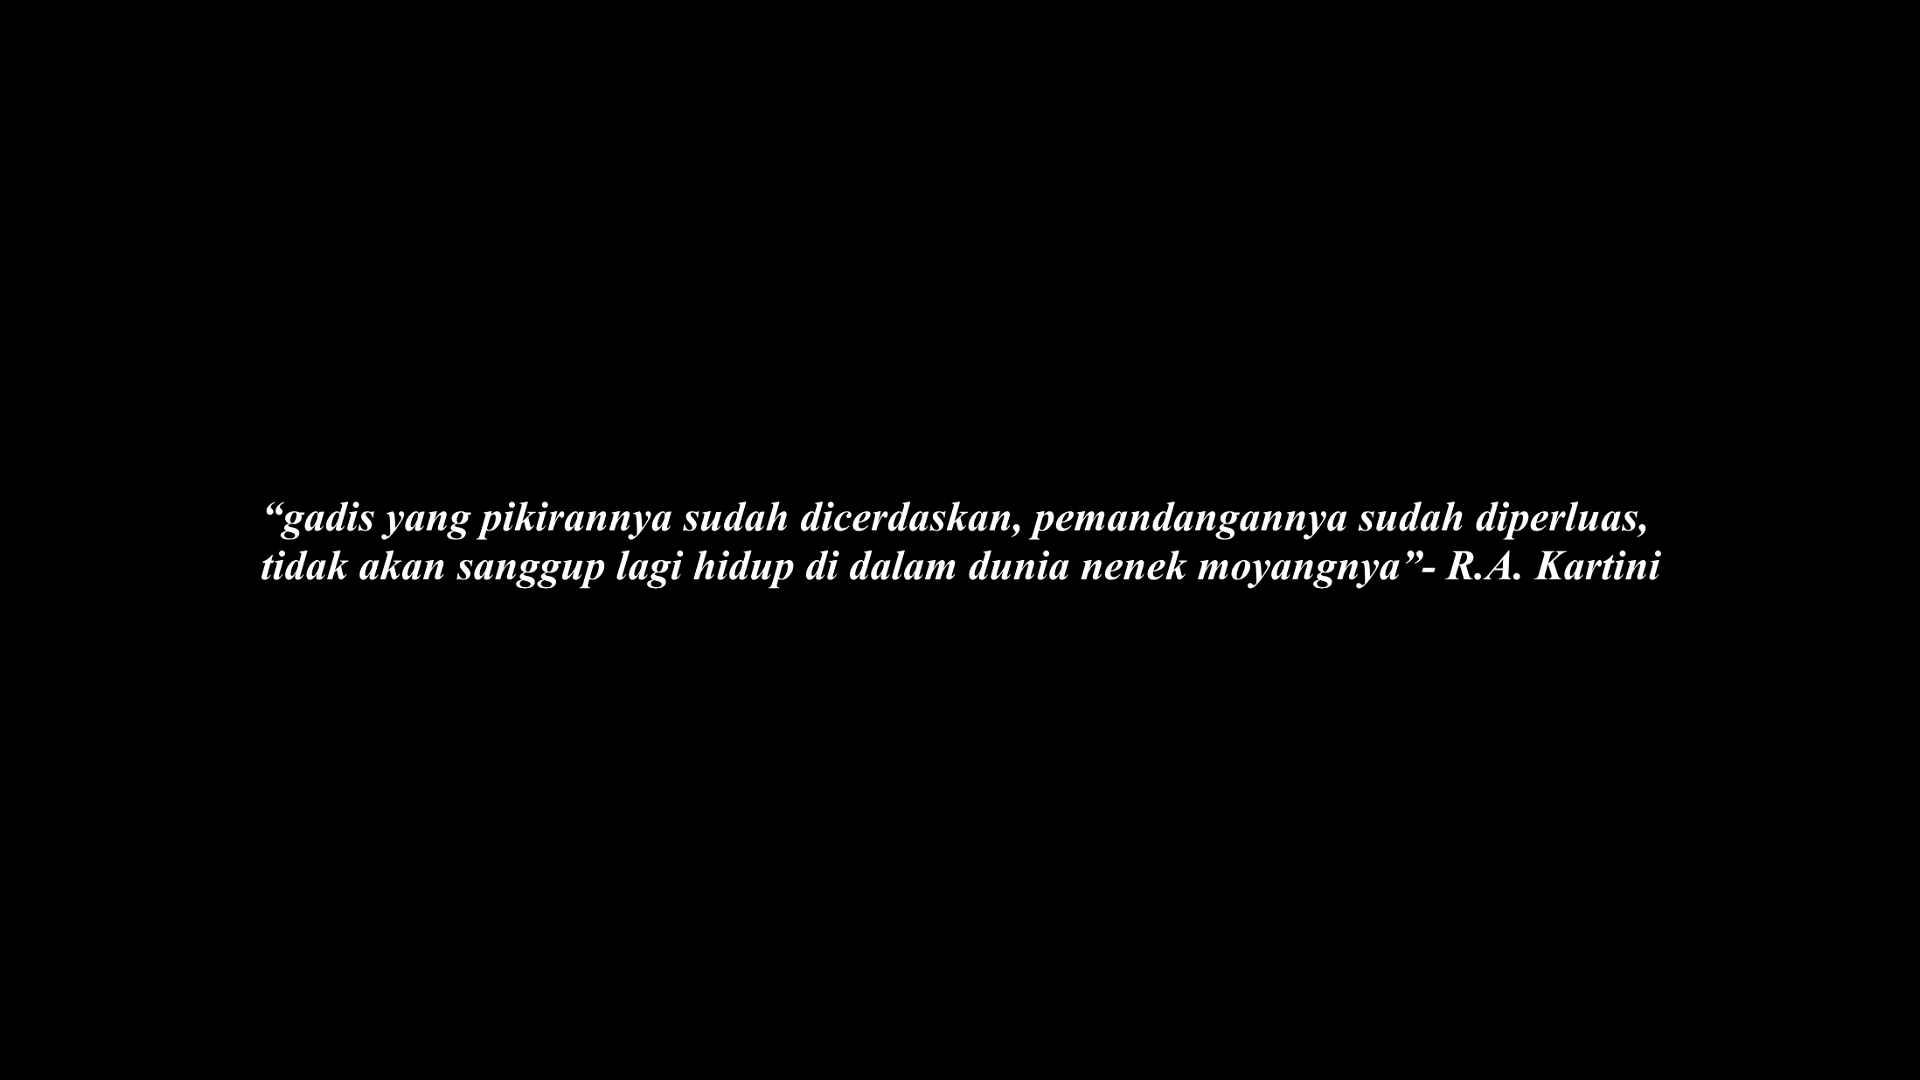 “gadis yang pikirannya sudah dicerdaskan, pemandangannya sudah diperluas,
tidak akan sanggup lagi hidup di dalam dunia nenek moyangnya”- R.A. Kartini